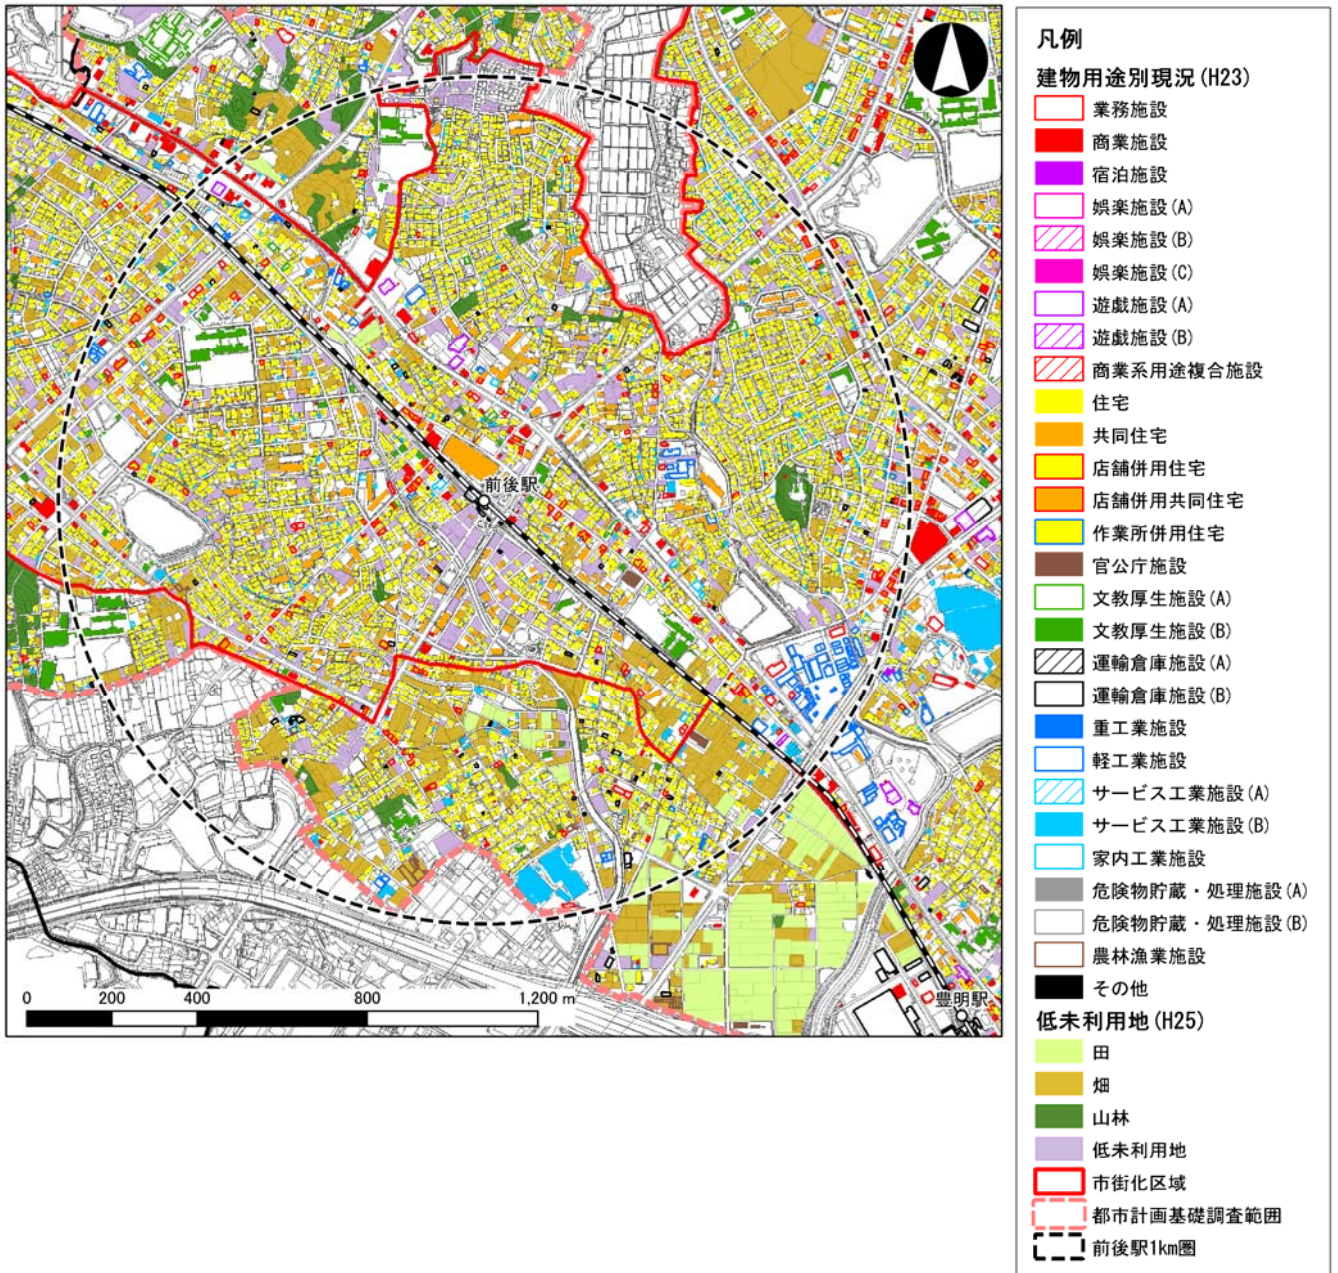 前後駅
豊明駅
0 200 400 800 1,200 m
凡例
建物用途別現況(H23)
業務施設
商業施設
宿泊施設
娯楽施設(A)
娯楽施設(B)
娯楽施設(C)
遊戯施設(A)
遊戯施設(B)
商業系用途複合施設
住宅
共同住宅
店舗併用住宅
店舗併用共同住宅
作業所併用住宅
官公庁施設
文教厚生施設(A)
文教厚生施設(B)
運輸倉庫施設(A)
運輸倉庫施設(B)
重工業施設
軽工業施設
サービス工業施設(A)
サービス工業施設(B)
家内工業施設
危険物貯蔵・処理施設(A)
危険物貯蔵・処理施設(B)
農林漁業施設
その他
低未利用地(H25)
田
畑
山林
低未利用地
市街化区域
都市計画基礎調査範囲
前後駅1km圏